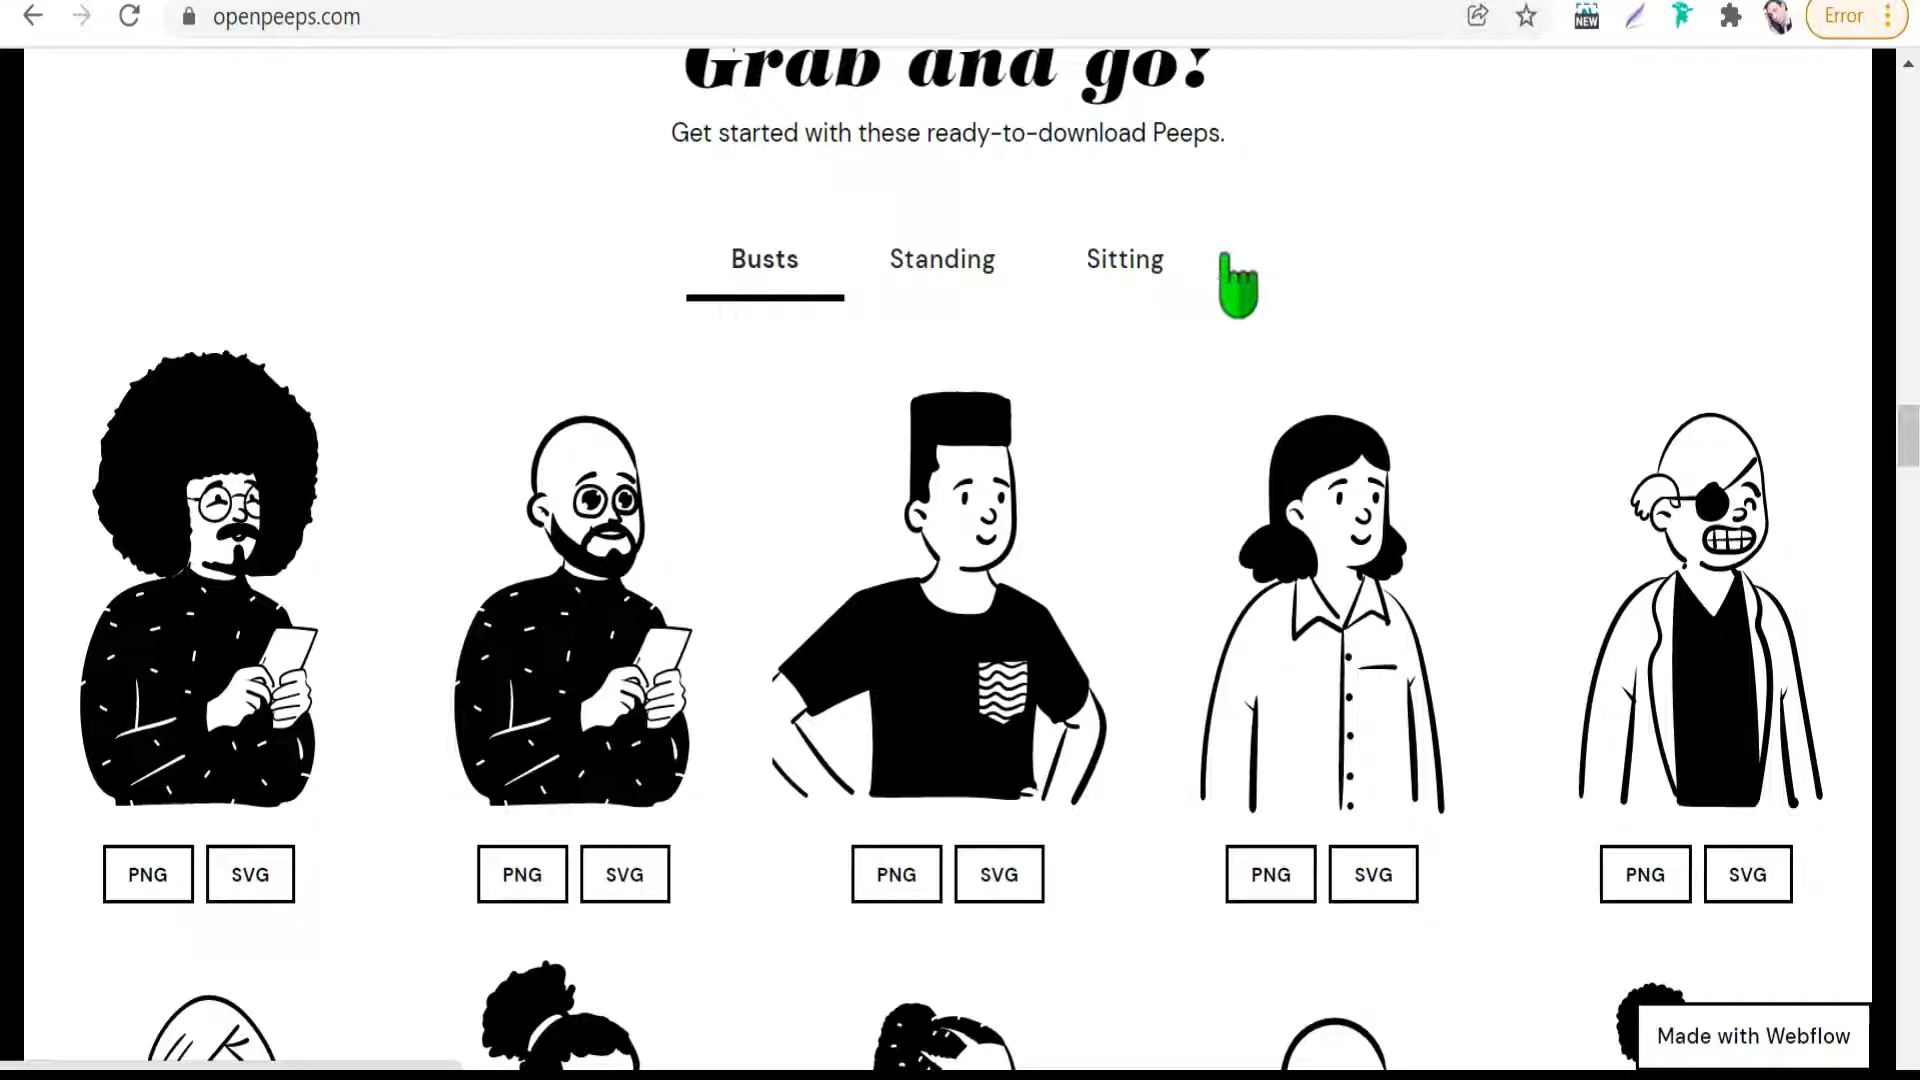 openpeeps.com
NEW
Error
Grab and go!
Get started with these ready-to-download Peeps.
Busts Standing Sitting
PNG SVG PNG SVG PNG SVG PNG SVG PNG SVG
Made with Webflow